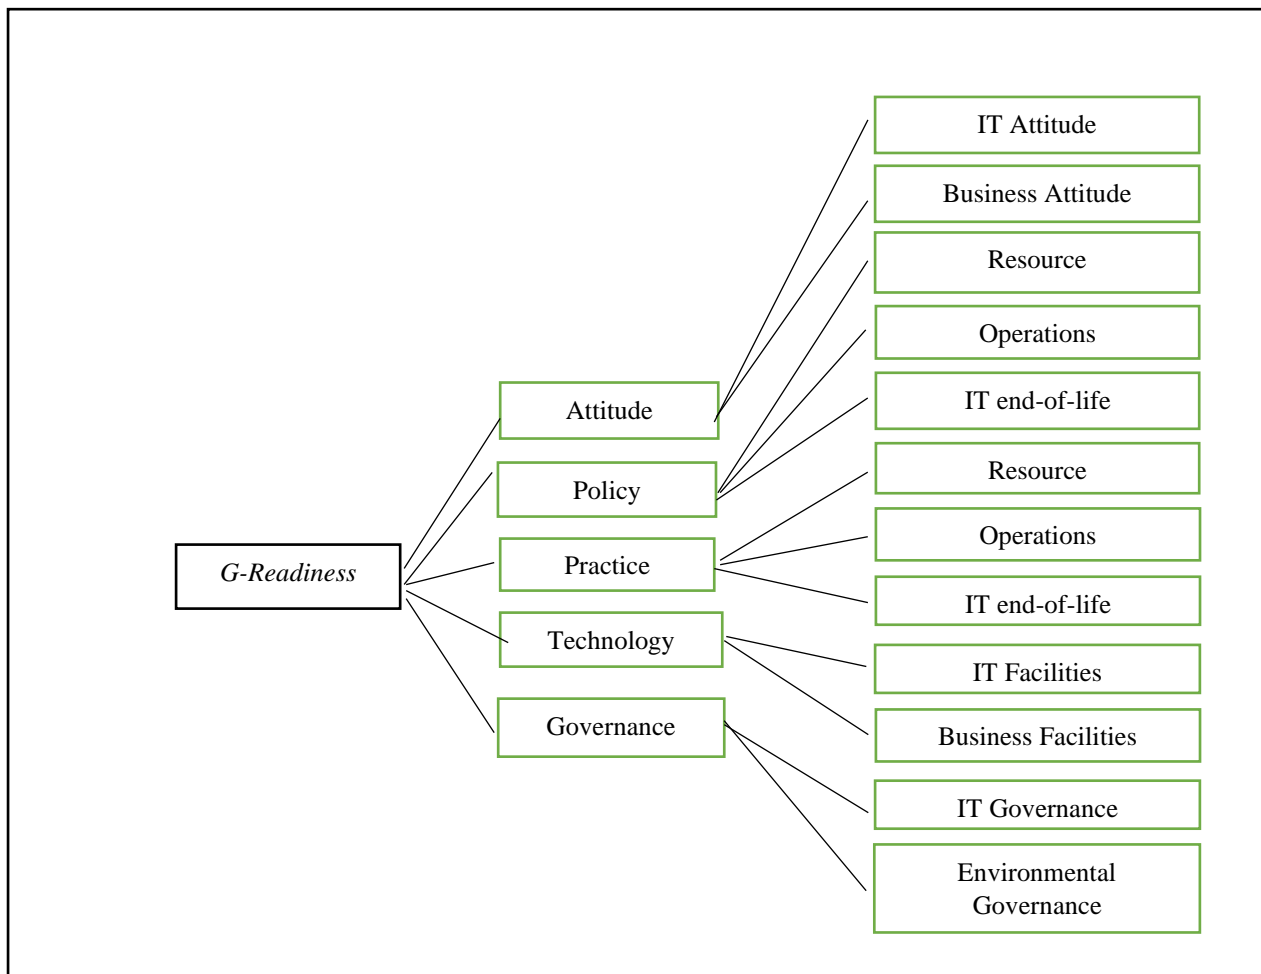 G-Readiness
Attitude
Policy
Practice
Technology
Governance
IT Attitude
Business Attitude
Resource
Operations
IT end-of-life
Resource
Operations
IT end-of-life
IT Facilities
Business Facilities
IT Governance
Environmental
Governance